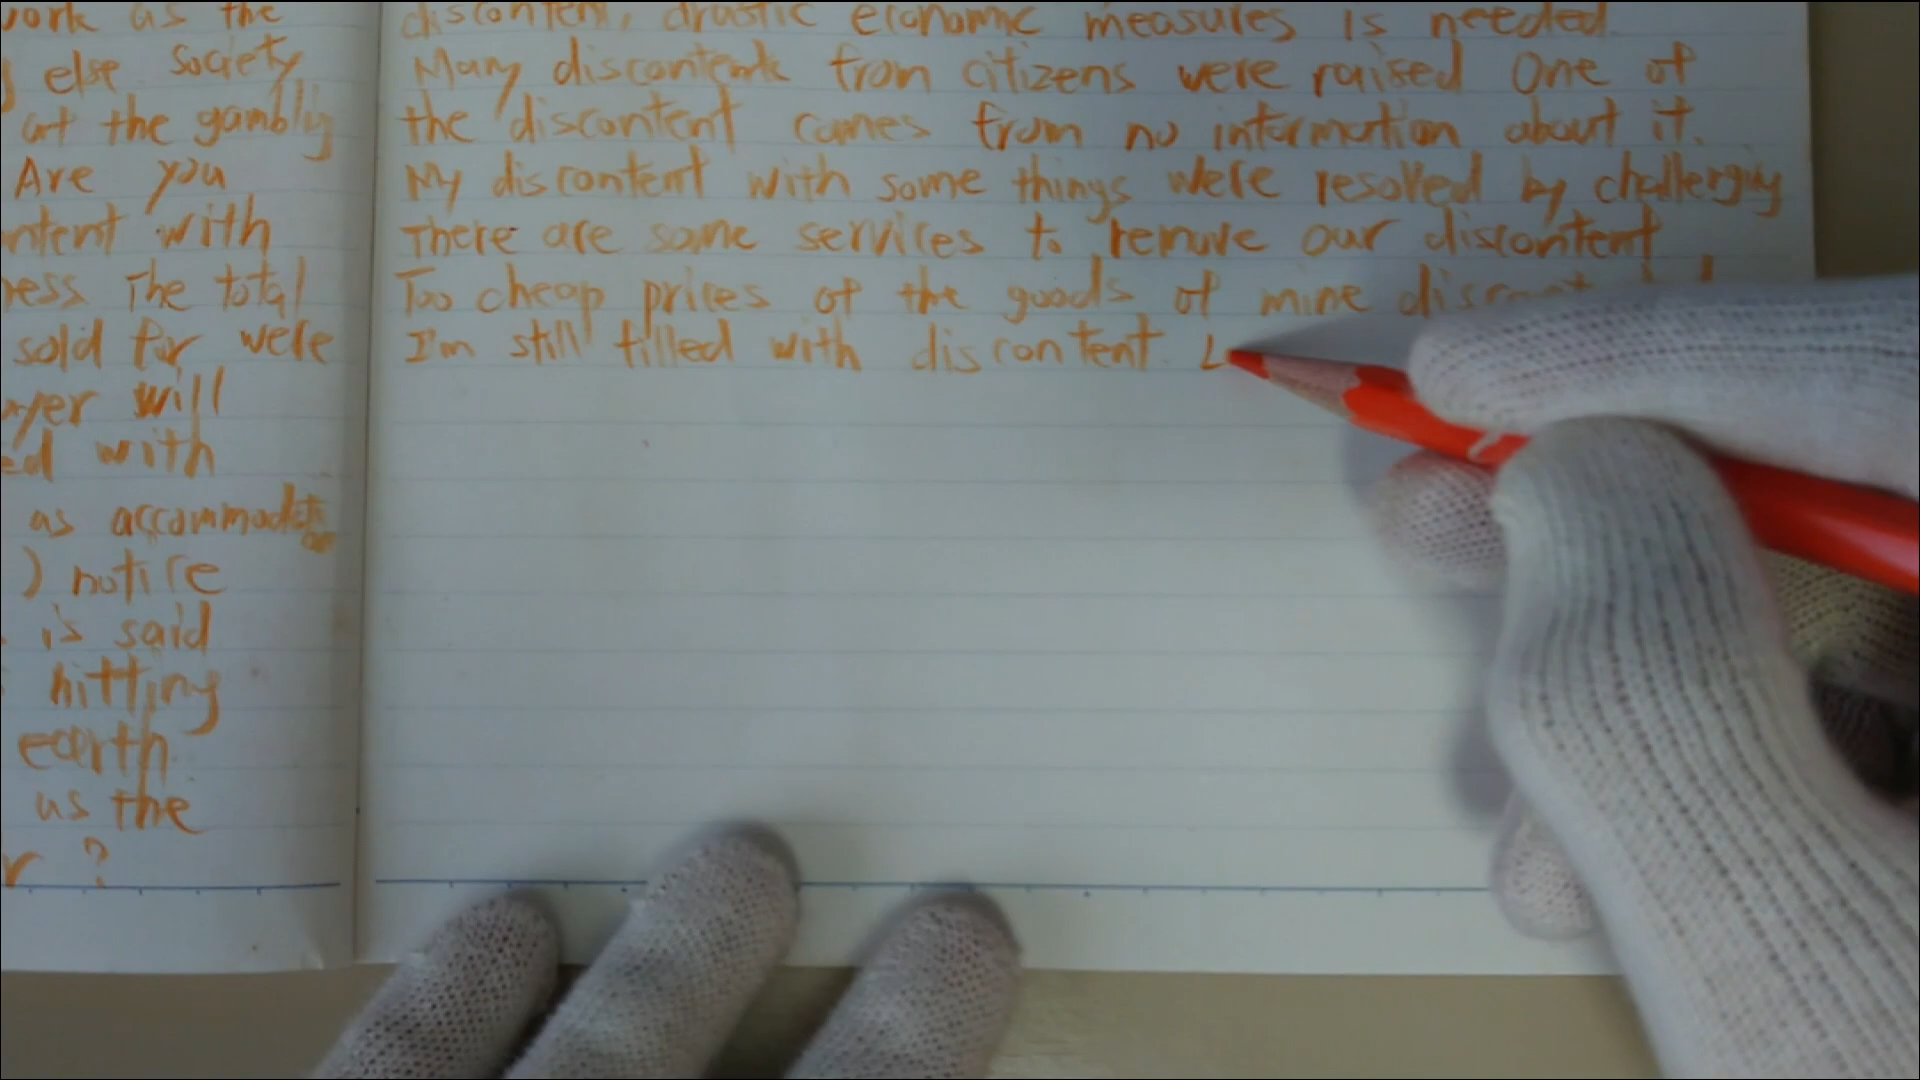 work as the
else society
at the gambling
Are you
ntent with
ness The total
sold for were
ayer will
ed with
as accommodation
) notice
is said
hitting
earth
us the
r ?
discontent, drastic economic measures is needed.
Many discontents from citizens were raised One of
the discontent comes from no information about it.
My discontent with some things were resolved by challenging
There are some services to remove our discontent
Too cheap prices of the goods of mine
I'm still filled with discontent. L